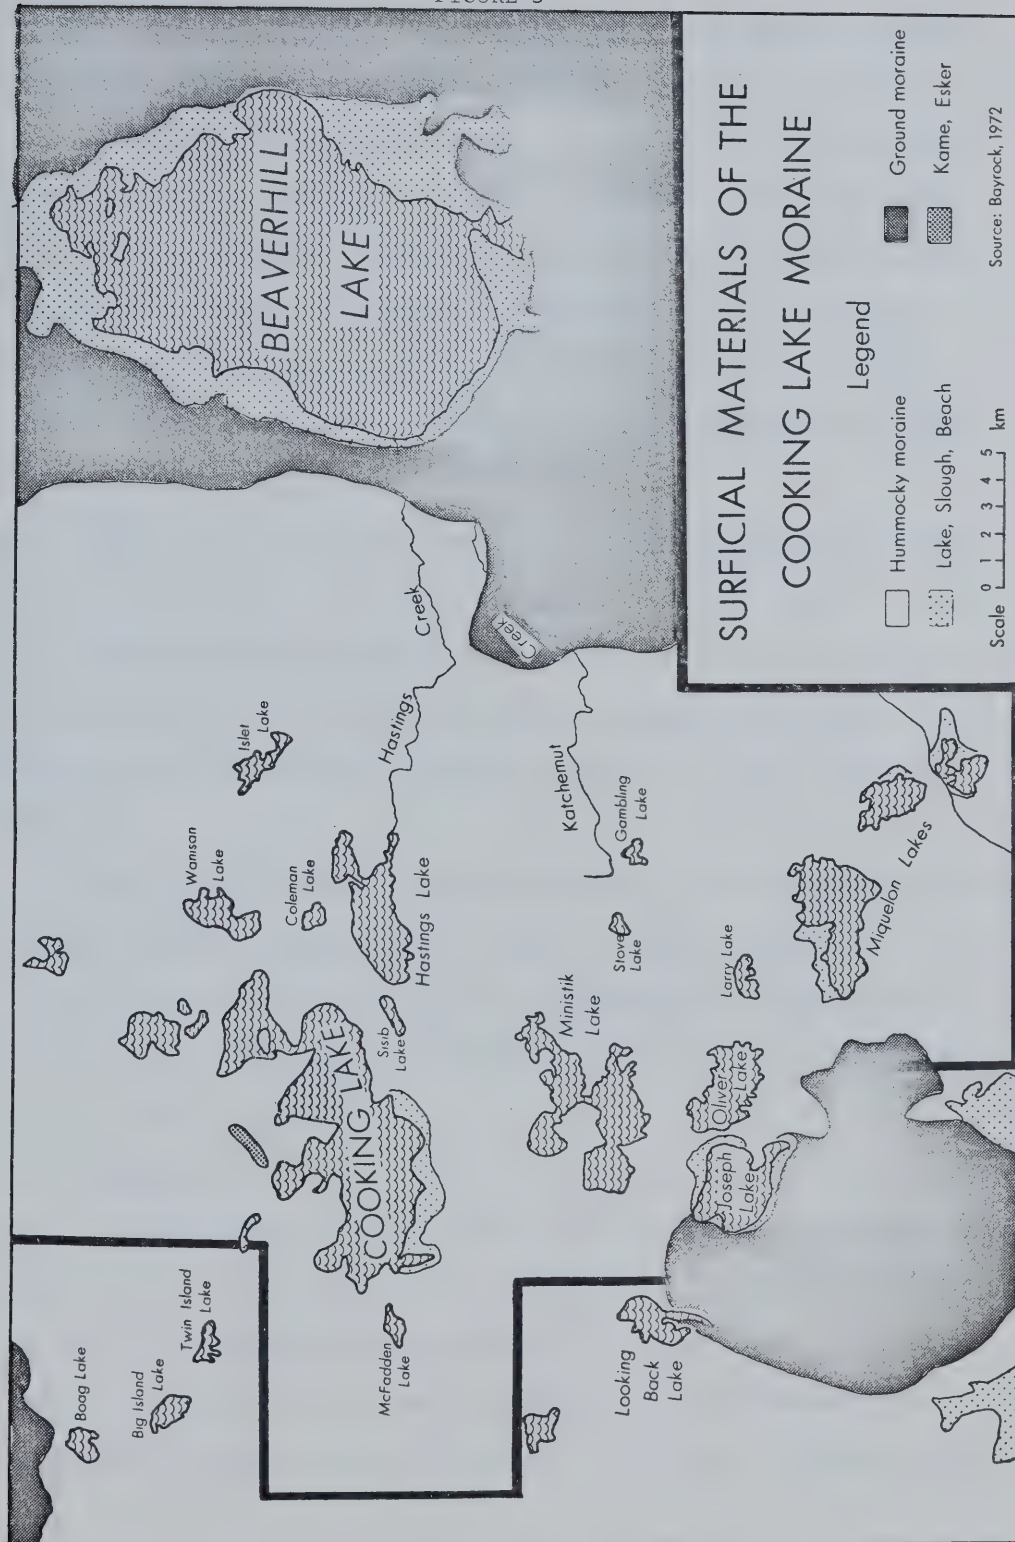 FIGURE 3
BEAVERHILL
LAKE
Hastings Creek
Creek
Katchemut
Islet
Lake
Wanisan
Lake
Coleman
Lake
Hastings Lake
Gambling
Lake
Stove
Lake
Larry Lake
Miquelon Lakes
Sisib
Lake
COOKING LAKE
Ministik
Lake
Oliver
Lake
Joseph
Lake
Twin Island
Lake
Big Island
Lake
Boag Lake
McFadden
Lake
Looking
Back
Lake
SURFICIAL MATERIALS OF THE
COOKING LAKE MORAINE
Legend
Hummocky moraine
Ground moraine
Lake, Slough, Beach
Kame, Esker
Scale 0 1 2 3 4 5 km
Source: Bayrock, 1972